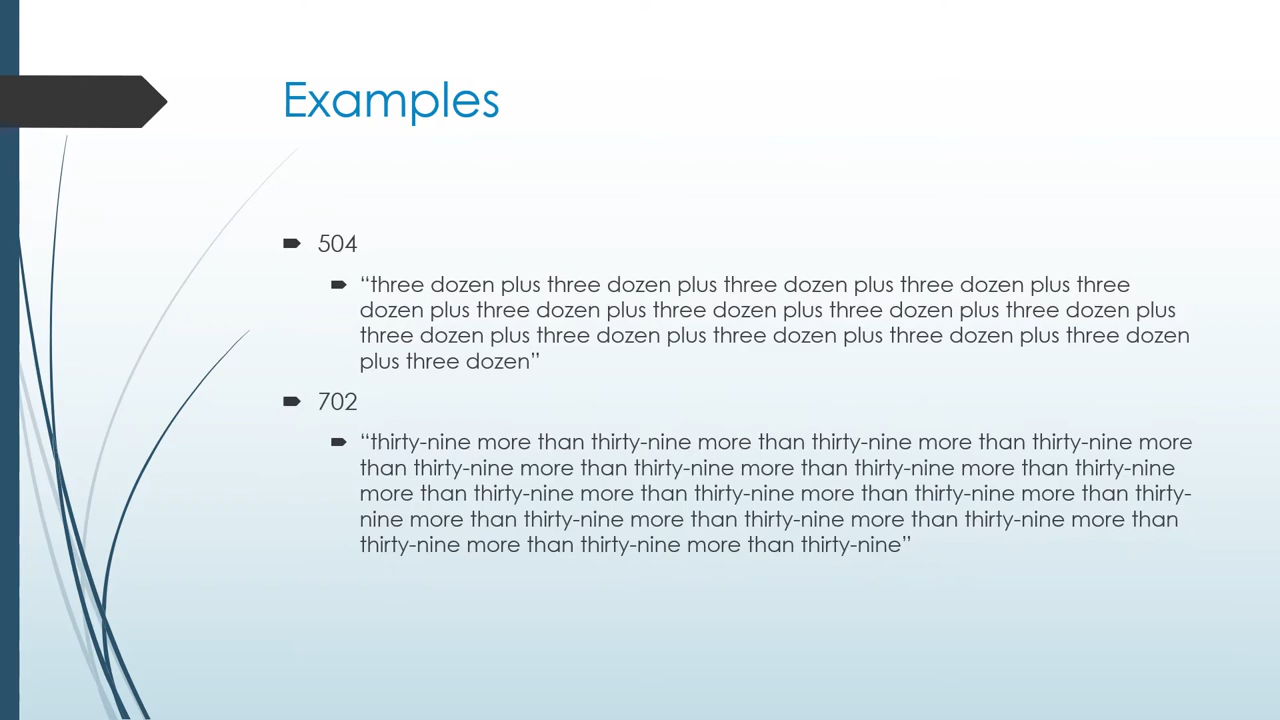 Examples
504
“three dozen plus three dozen plus three dozen plus three dozen plus three
dozen plus three dozen plus three dozen plus three dozen plus three dozen plus
three dozen plus three dozen plus three dozen plus three dozen plus three dozen
plus three dozen”
702
“thirty-nine more than thirty-nine more than thirty-nine more than thirty-nine more
than thirty-nine more than thirty-nine more than thirty-nine more than thirty-nine
more than thirty-nine more than thirty-nine more than thirty-nine more than thirty-
nine more than thirty-nine more than thirty-nine more than thirty-nine more than
thirty-nine more than thirty-nine more than thirty-nine”